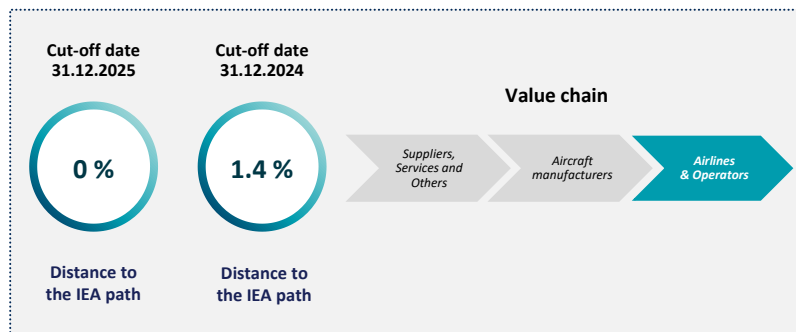 Cut-off date
31.12.2025
0 %
Distance to
the IEA path
Cut-off date
31.12.2024
1.4 %
Distance to
the IEA path
Value chain
Suppliers,
Services and
Others
Aircraft
manufacturers
Airlines
& Operators